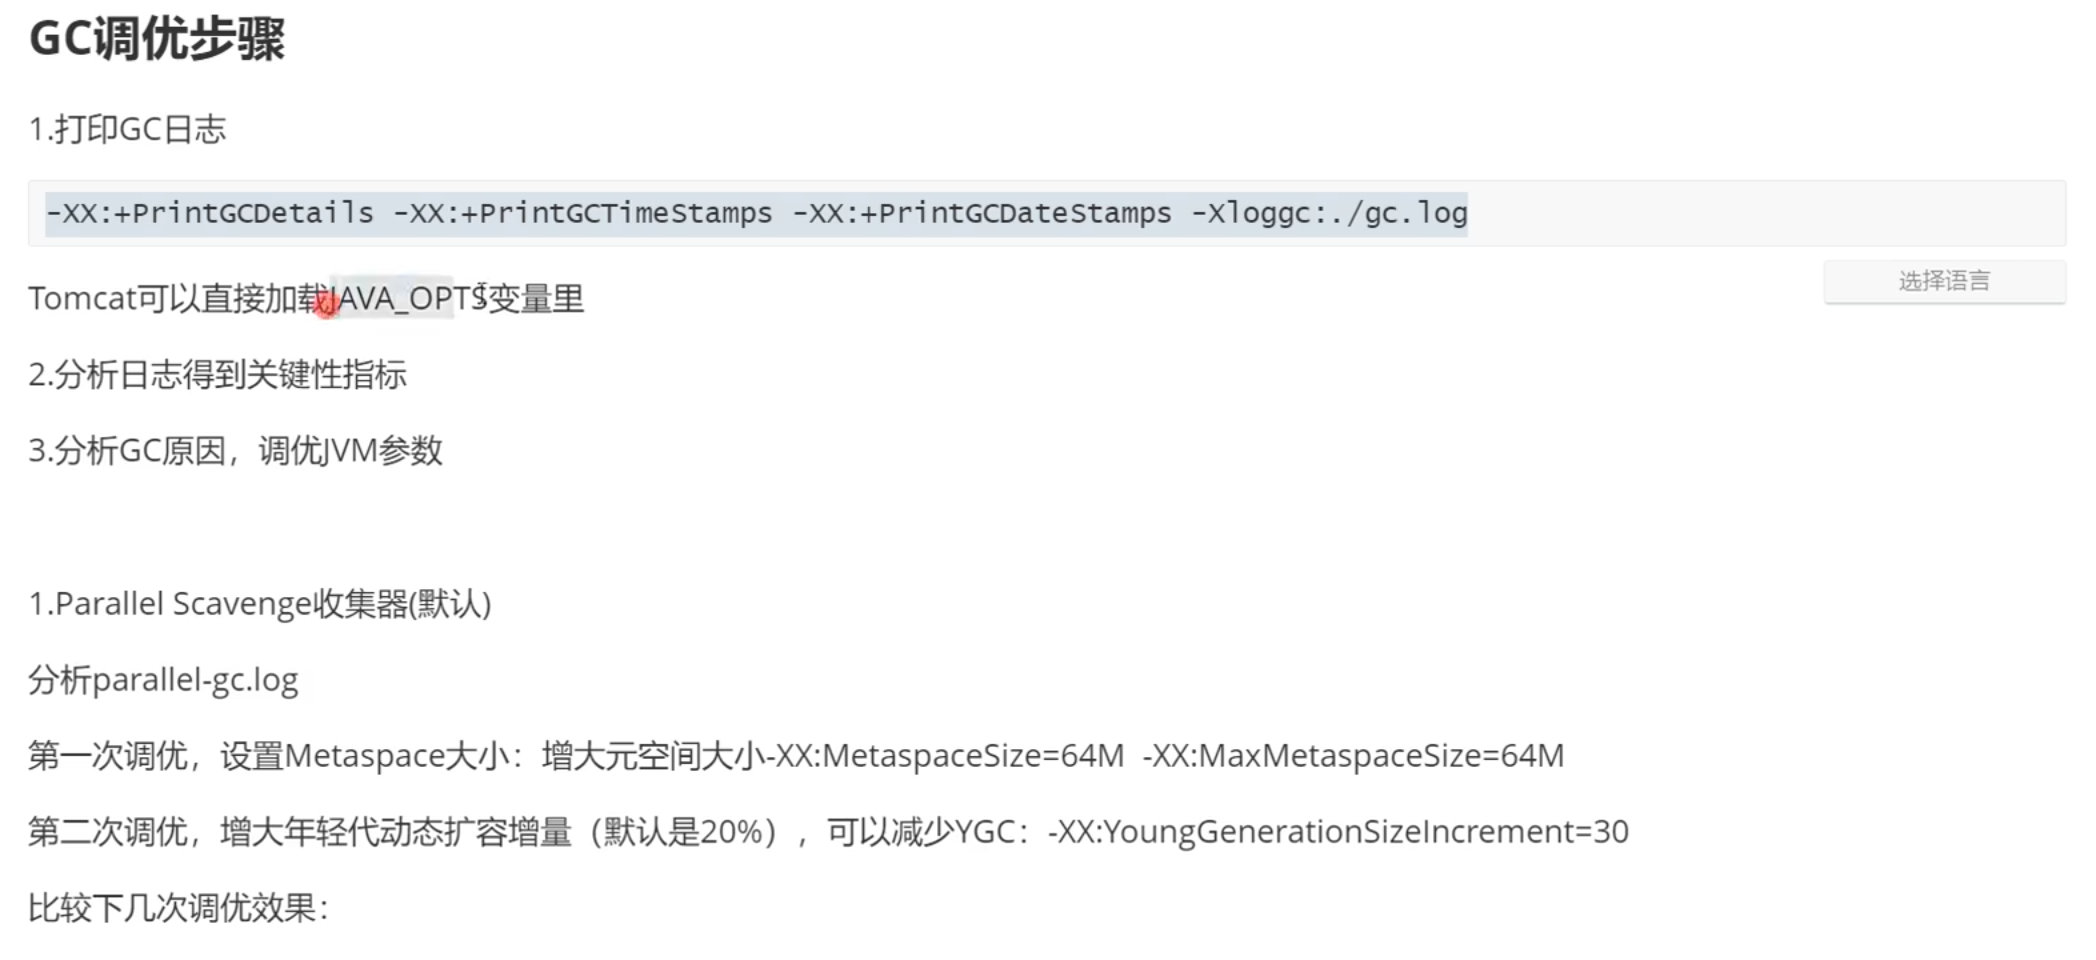 GC调优步骤
1.打印GC日志
-XX:+PrintGCDetails -XX:+PrintGCTimeStamps -XX:+PrintGCDateStamps -Xloggc:./gc.log
选择语言
Tomcat可以直接加载JAVA_OPTS变量里
2.分析日志得到关键性指标
3.分析GC原因，调优JVM参数
1.Parallel Scavenge收集器(默认)
分析parallel-gc.log
第一次调优，设置Metaspace大小：增大元空间大小-XX:MetaspaceSize=64M -XX:MaxMetaspaceSize=64M
第二次调优，增大年轻代动态扩容增量（默认是20%），可以减少YGC：-XX:YoungGenerationSizeIncrement=30
比较下几次调优效果：